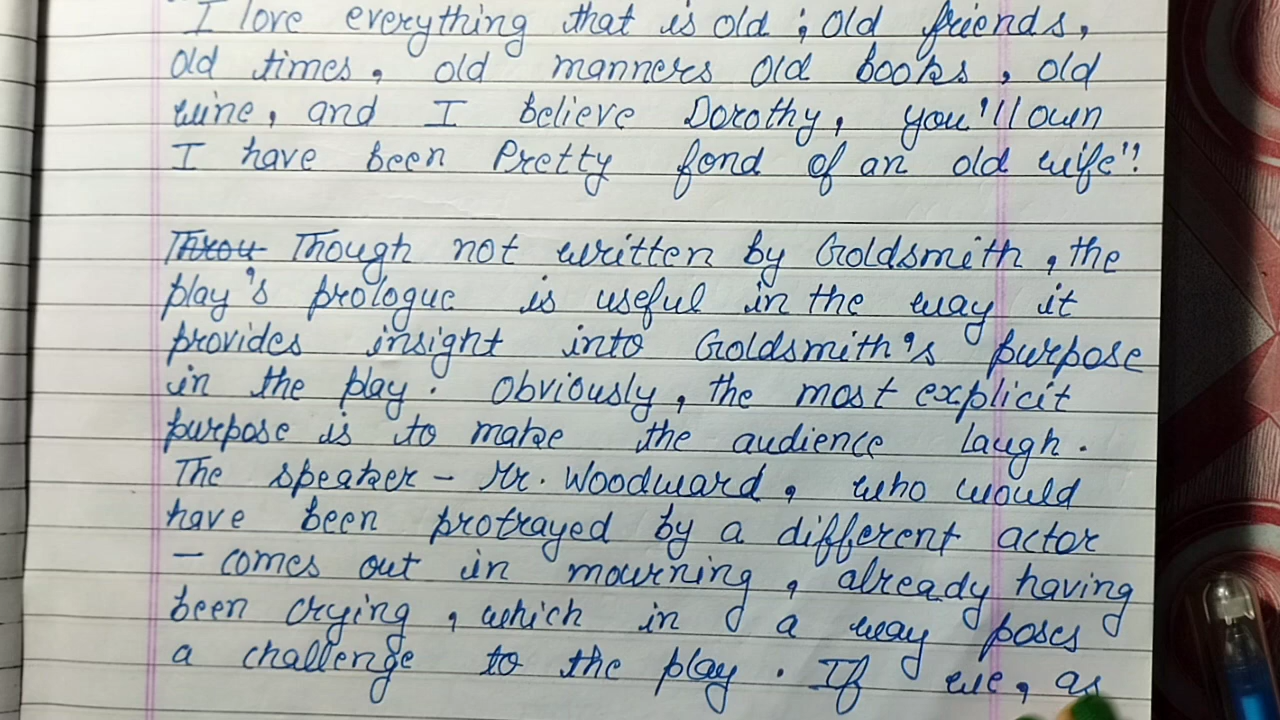 "I love everything that is old ; old friends,
old times, old manners old books, old
wine, and I believe Dorothy, you'll own
I have been Pretty fond of an old wife"!
Throu Though not written by Goldsmith, the
play's prologue is useful in the way it
provides insight into Goldsmith's purpose
in the play. Obviously, the most explicit
purpose is to make the audience laugh.
The speaker - Mr. Woodward, who would
have been protrayed by a different actor
- comes out in mourning, already having
been crying, which in a way poses
a challenge to the play. If we, as